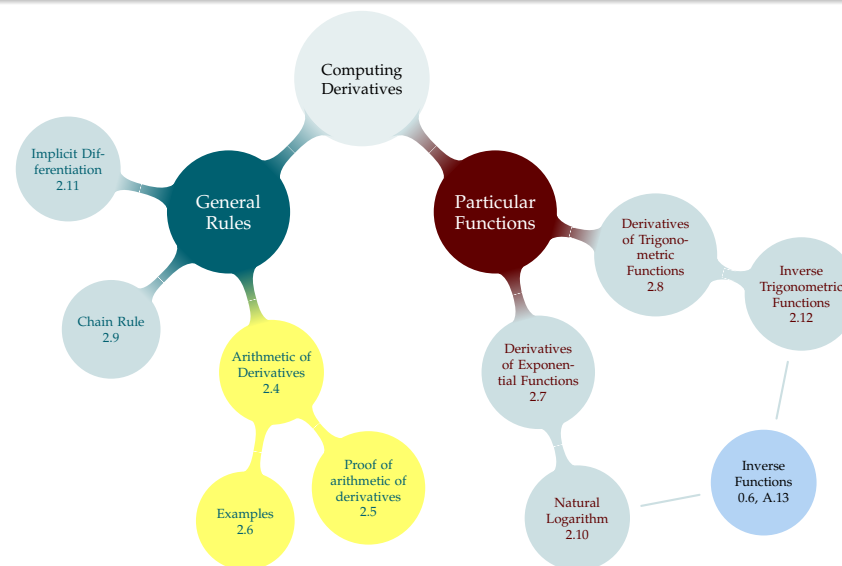 Computing
Derivatives
Implicit Dif-
ferentiation
2.11
General
Rules
Particular
Functions
Derivatives
of Trigono-
metric
Functions
2.8
Inverse
Trigonometric
Functions
2.12
Chain Rule
2.9
Arithmetic of
Derivatives
2.4
Derivatives
of Exponen-
tial Functions
2.7
Proof of
arithmetic of
derivatives
2.5
Examples
2.6
Natural
Logarithm
2.10
Inverse
Functions
0.6, A.13